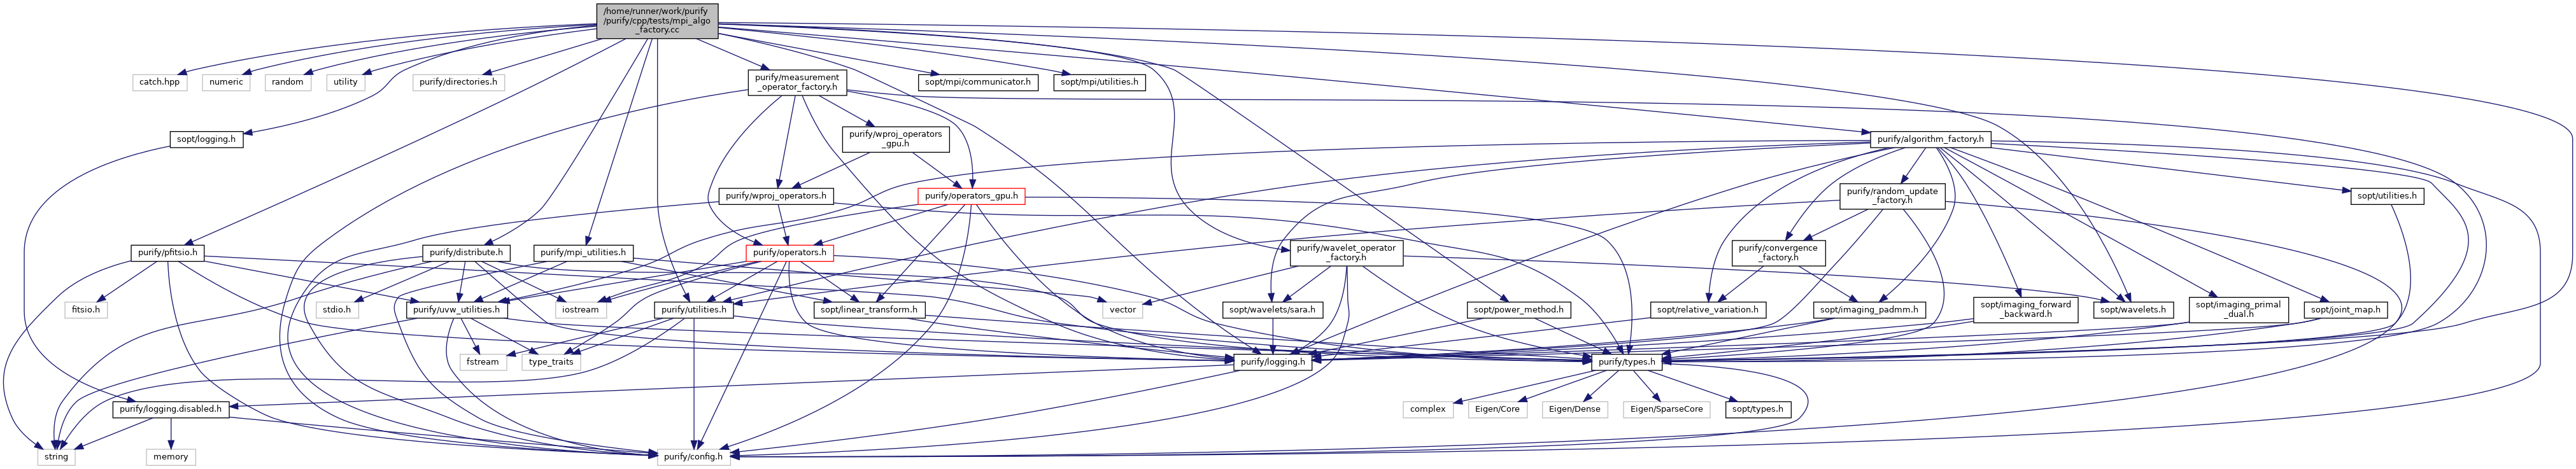 /home/runner/work/purify
/purify/cpp/tests/mpi_algo
_factory.cc
catch.hpp
numeric
random
utility
purify/directories.h
purify/measurement
_operator_factory.h
sopt/mpi/communicator.h
sopt/mpi/utilities.h
sopt/logging.h
purify/wproj_operators
_gpu.h
purify/algorithm_factory.h
purify/wproj_operators.h
purify/operators_gpu.h
purify/random_update
_factory.h
sopt/utilities.h
purify/pfitsio.h
purify/distribute.h
purify/mpi_utilities.h
purify/operators.h
purify/wavelet_operator
_factory.h
purify/convergence
_factory.h
fitsio.h
stdio.h
purify/uvw_utilities.h
iostream
purify/utilities.h
sopt/linear_transform.h
vector
sopt/wavelets/sara.h
sopt/power_method.h
sopt/relative_variation.h
sopt/imaging_padmm.h
sopt/imaging_forward
_backward.h
sopt/wavelets.h
sopt/imaging_primal
_dual.h
sopt/joint_map.h
fstream
type_traits
purify/logging.h
purify/types.h
purify/logging.disabled.h
complex
Eigen/Core
Eigen/Dense
Eigen/SparseCore
sopt/types.h
string
memory
purify/config.h